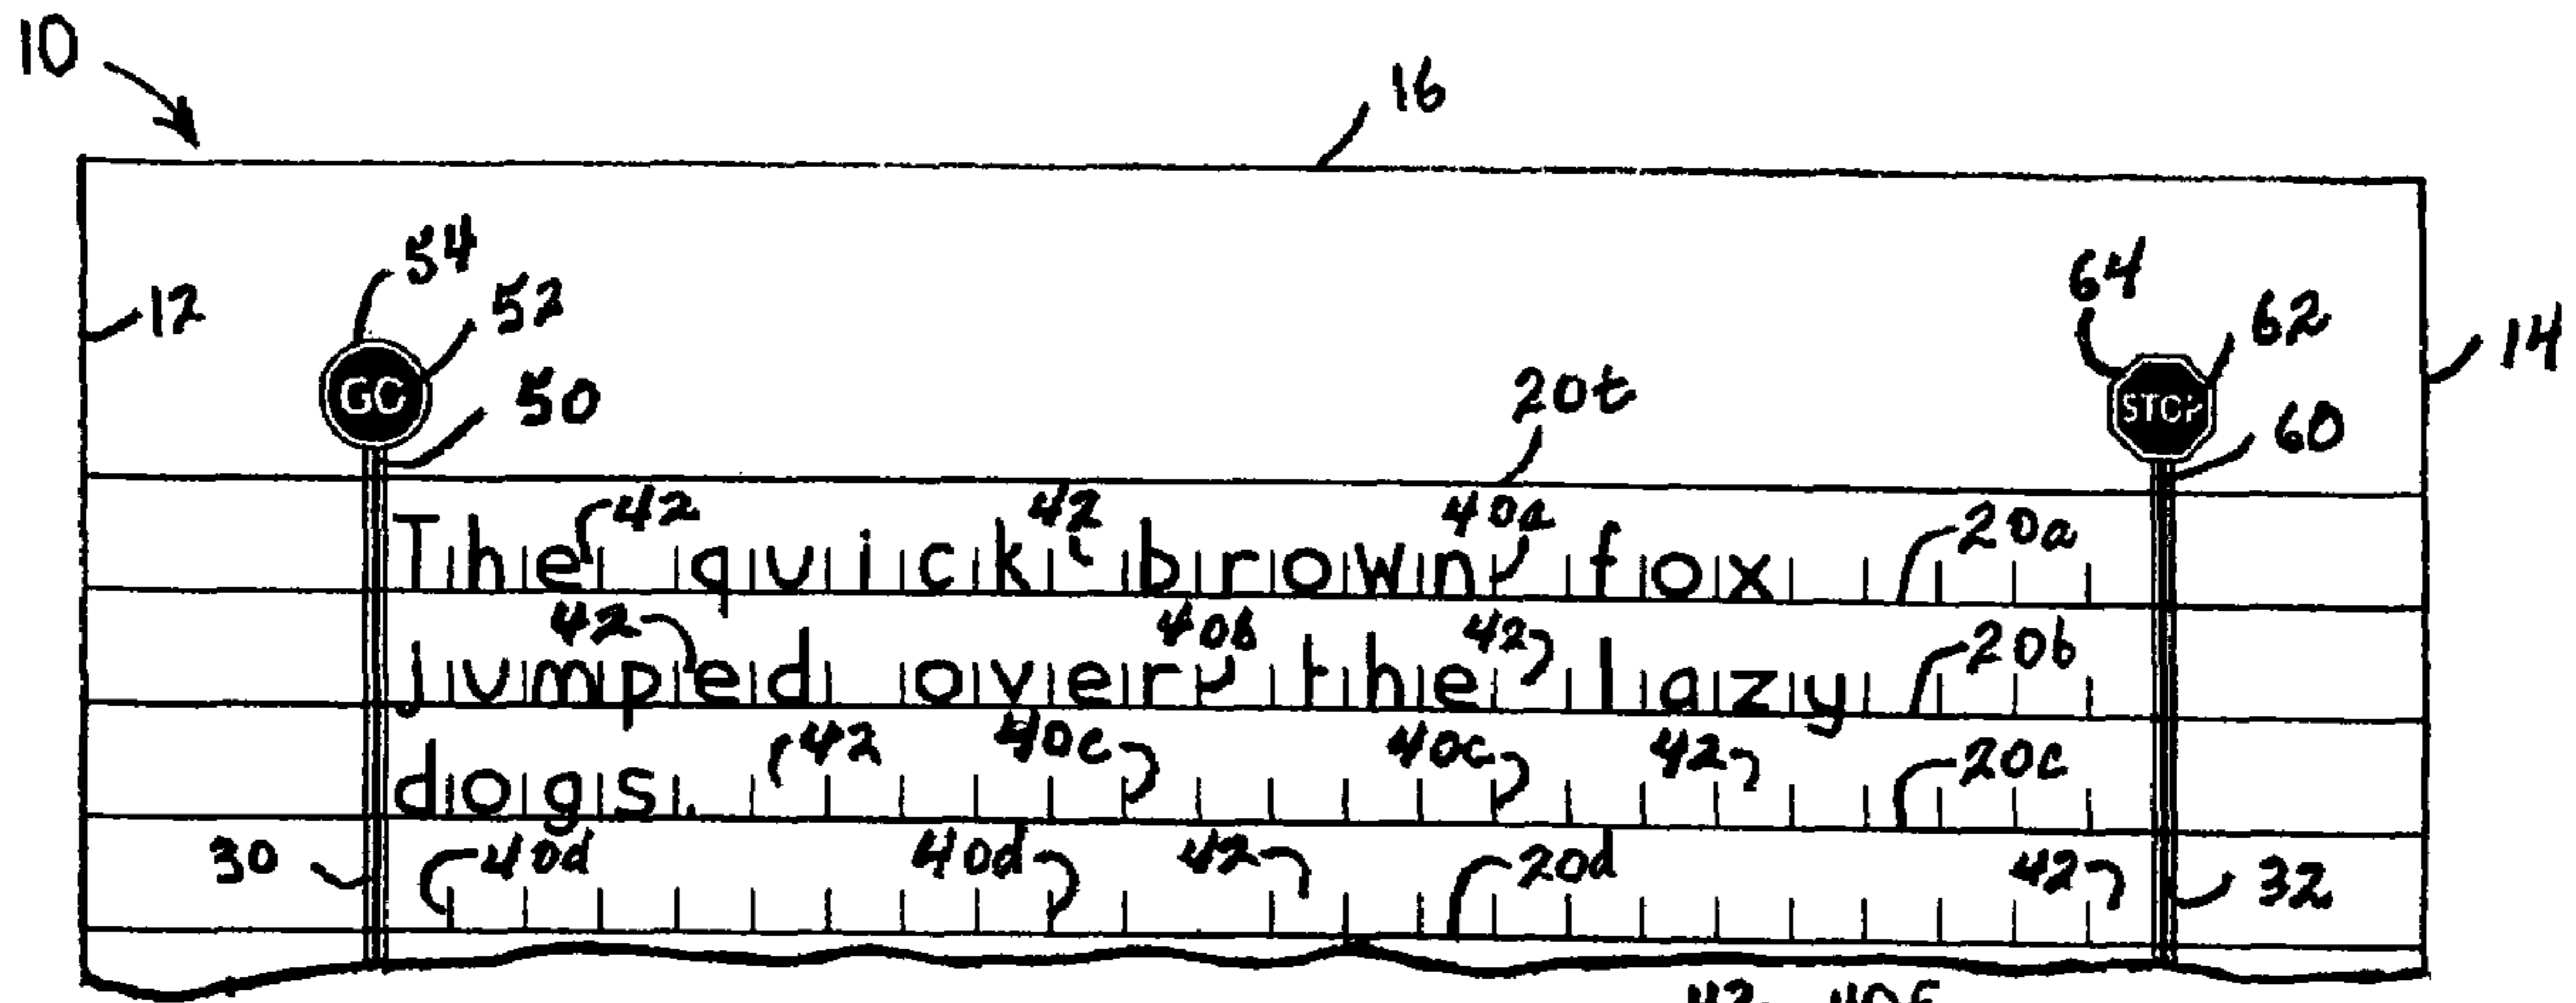 10
16
54
52
12
64
62
14
GO
50
20t
STOP
60
42 42 40a 20a
The quick brown fox
42 40b 42 20b
jumped over the lazy
42 40c 40c 42 20c
dogs.
30 40d 40d 42 20d 42 32
42 40f